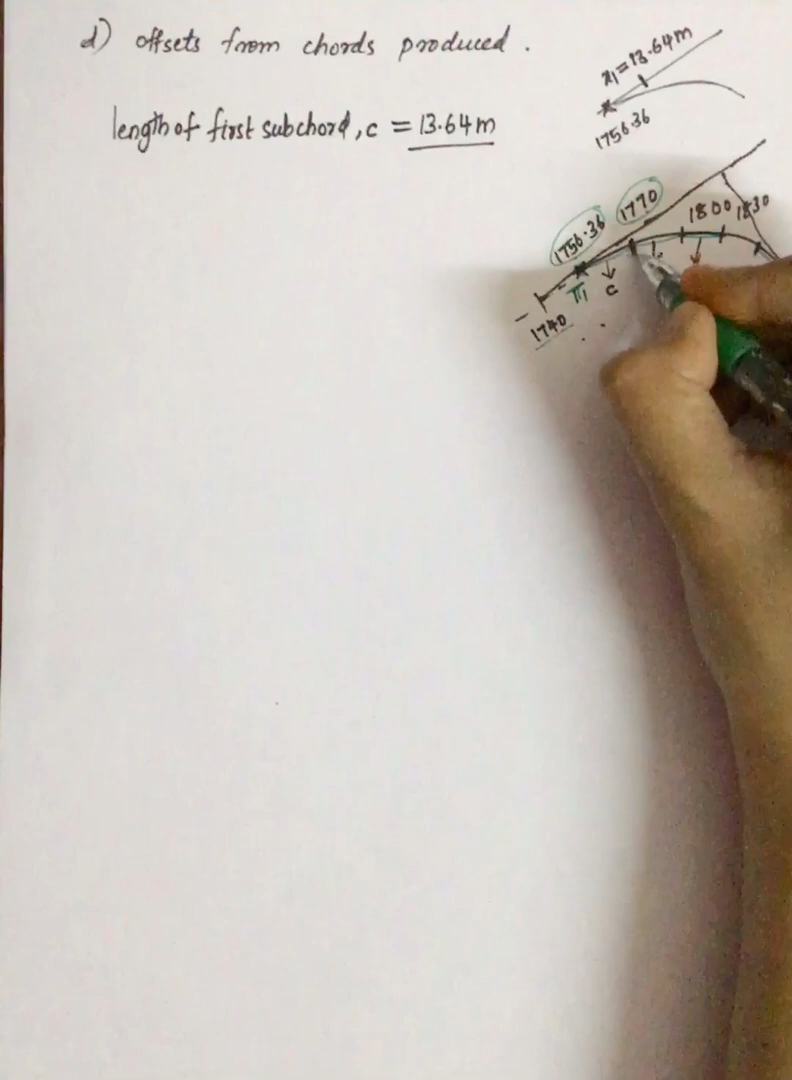 d) offsets from chords produced.
x1 = 13.64m
1756.36
length of first subchord, c = 13.64m
1756.36
1770
1800
1830
T1
c
L
1740